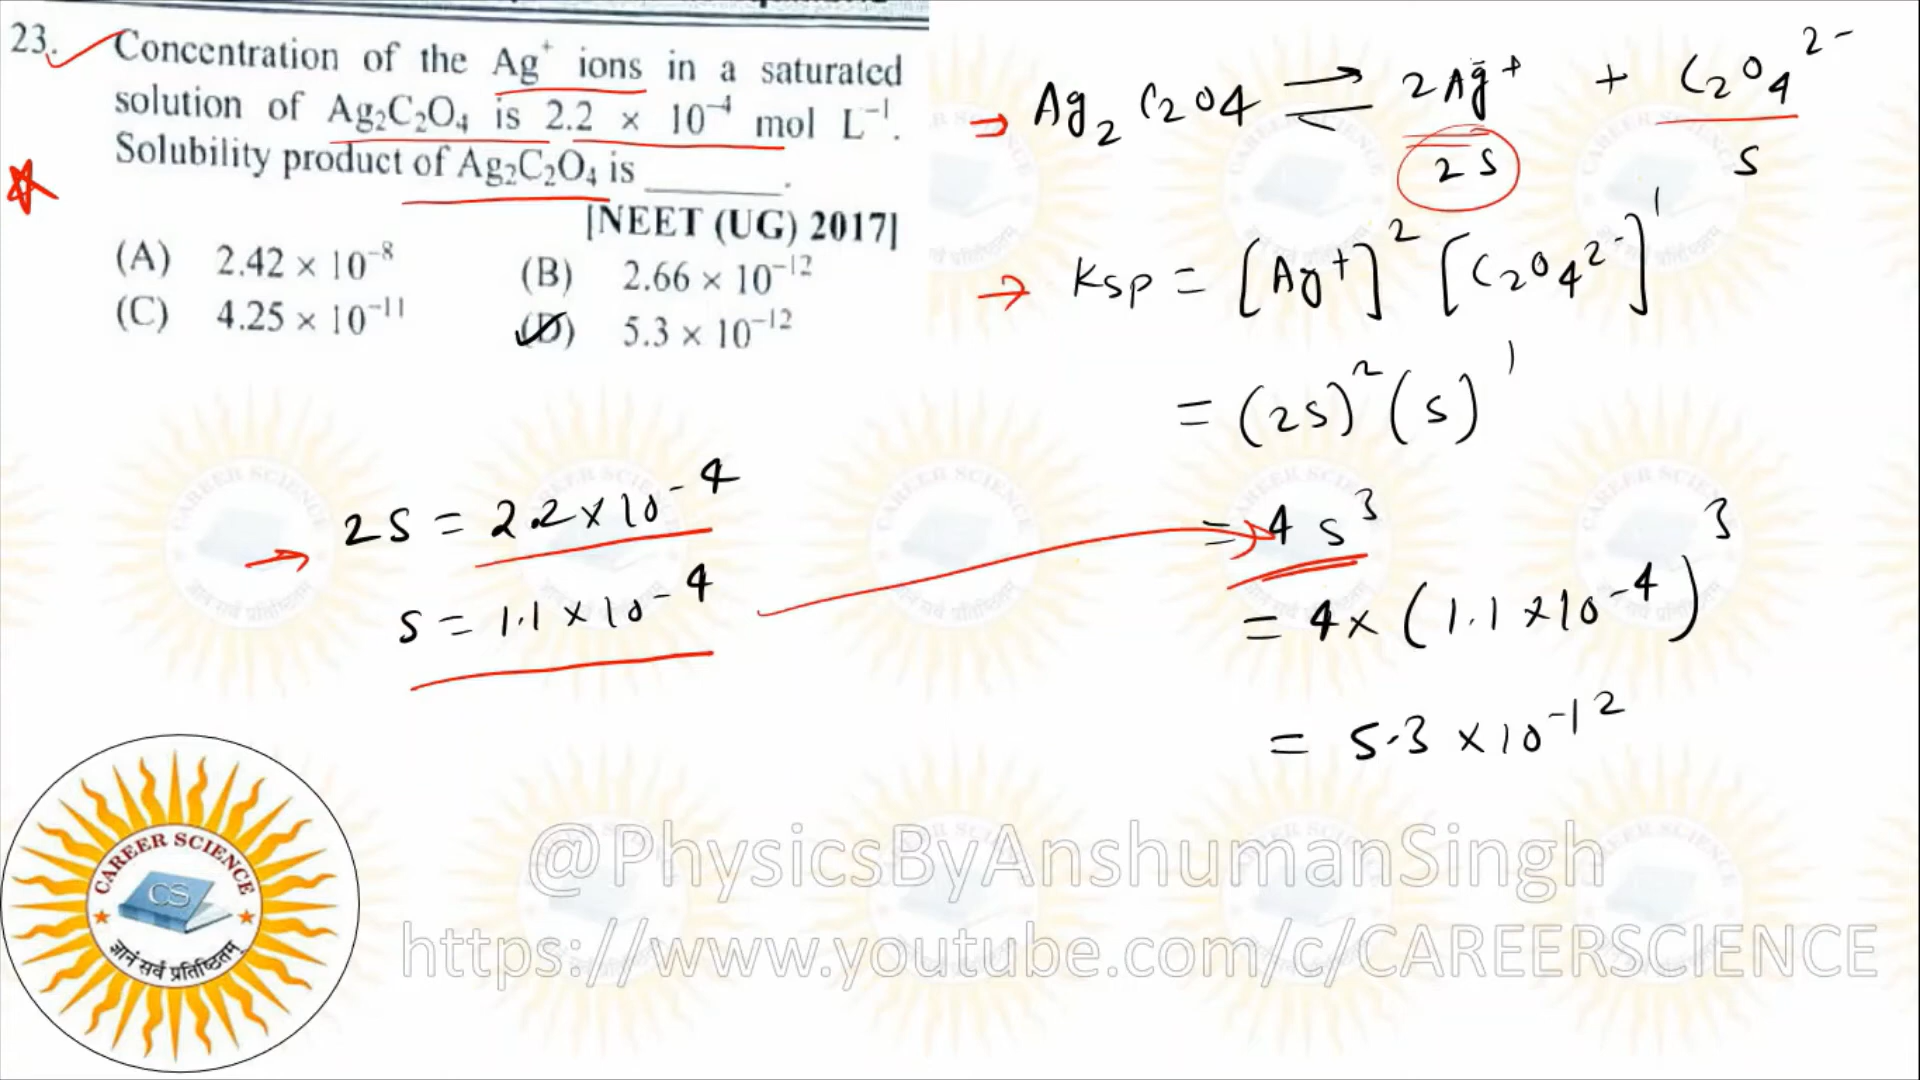 23. Concentration of the Ag⁺ ions in a saturated
solution of Ag₂C₂O₄ is 2.2 × 10⁻⁴ mol L⁻¹.
Solubility product of Ag₂C₂O₄ is ______.
[NEET (UG) 2017]
(A) 2.42 × 10⁻⁸ (B) 2.66 × 10⁻¹²
(C) 4.25 × 10⁻¹¹ (D) 5.3 × 10⁻¹²
2S = 2.2 × 10⁻⁴
S = 1.1 × 10⁻⁴
Ag₂C₂O₄ ⇌ 2Ag⁺ + C₂O₄²⁻
2S S
Ksp = [Ag⁺]² [C₂O₄²⁻]¹
= (2S)² (S)¹
= 4 S³
= 4 × (1.1 × 10⁻⁴)³
= 5.3 × 10⁻¹²
CAREER SCIENCE
CS
ज्ञानं सर्वं प्रतिष्ठितम्
@PhysicsByAnshumanSingh
https://www.youtube.com/c/CAREERSCIENCE